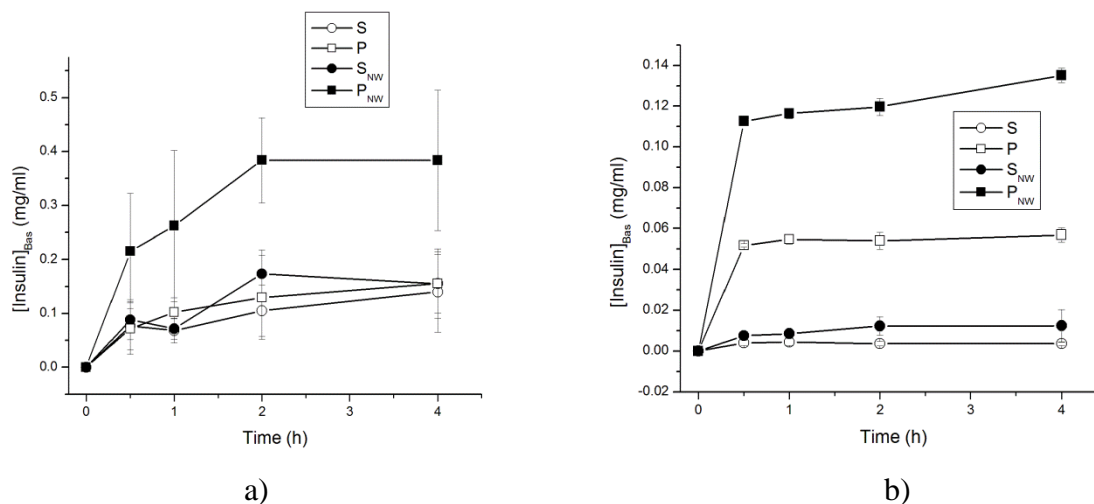 S
P
S_NW
P_NW
[Insulin]_Bas (mg/ml)
0.5
0.4
0.3
0.2
0.1
0.0
0 1 2 3 4
Time (h)
a)
S
P
S_NW
P_NW
[Insulin]_Bas (mg/ml)
0.14
0.12
0.10
0.08
0.06
0.04
0.02
0.00
-0.02
0 1 2 3 4
Time (h)
b)